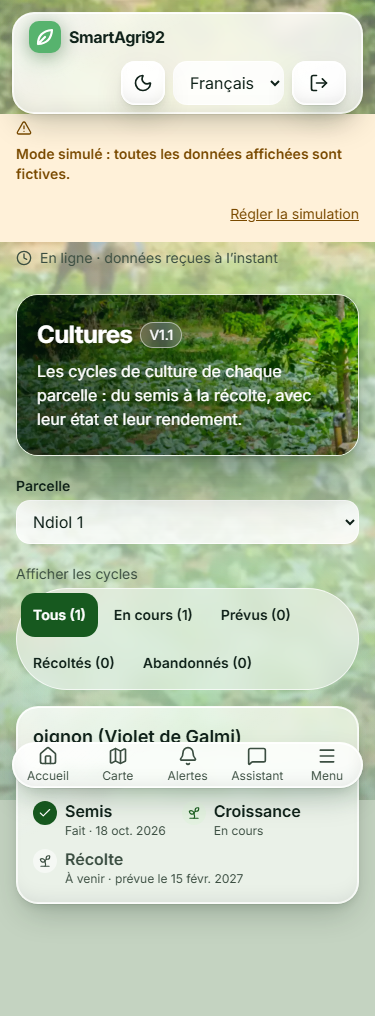 SmartAgri92
Français
Mode simulé : toutes les données affichées sont
fictives.
Régler la simulation
En ligne · données reçues à l'instant
Cultures V1.1
Les cycles de culture de chaque
parcelle : du semis à la récolte, avec
leur état et leur rendement.
Parcelle
Ndiol 1
Afficher les cycles
Tous (1) En cours (1) Prévus (0)
Récoltés (0) Abandonnés (0)
oignon (Violet de Galmi)
Accueil Carte Alertes Assistant Menu
Semis Croissance
Fait · 18 oct. 2026 En cours
Récolte
À venir · prévue le 15 févr. 2027